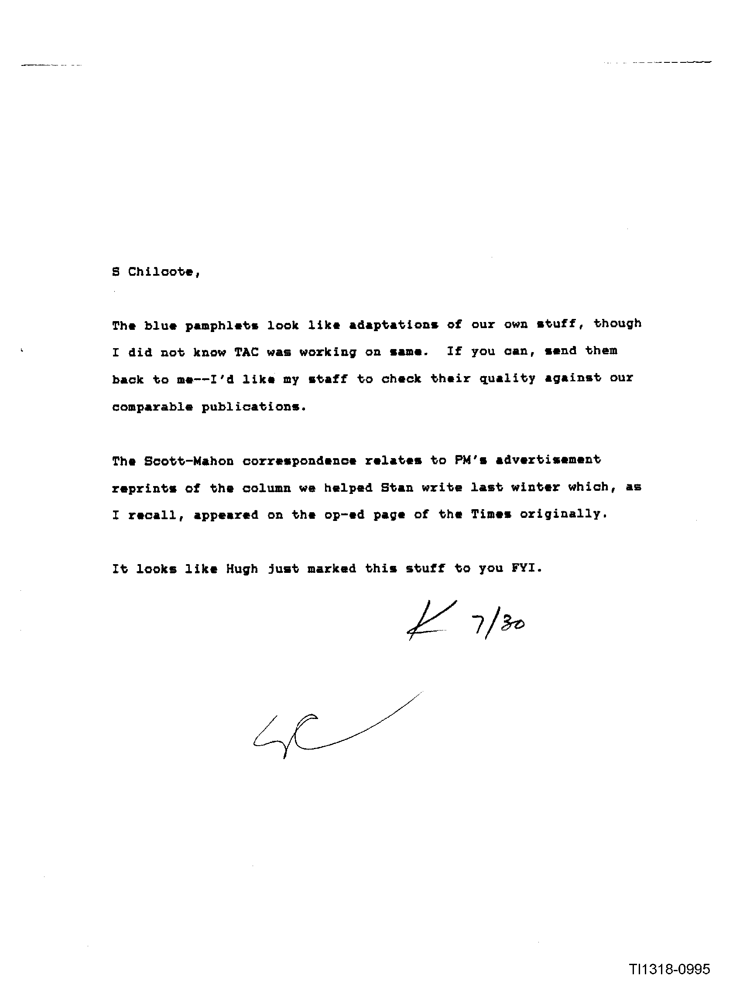 S Chilcote,
The blue pamphlets look like adaptations of our own stuff, though
I did not know TAC was working on same.  If you can, send them
back to me--I'd like my staff to check their quality against our
comparable publications.
The Scott-Mahon correspondence relates to PM's advertisement
reprints of the column we helped Stan write last winter which, as
I recall, appeared on the op-ed page of the Times originally.
It looks like Hugh just marked this stuff to you FYI.
K 7/30
SC
TI1318-0995